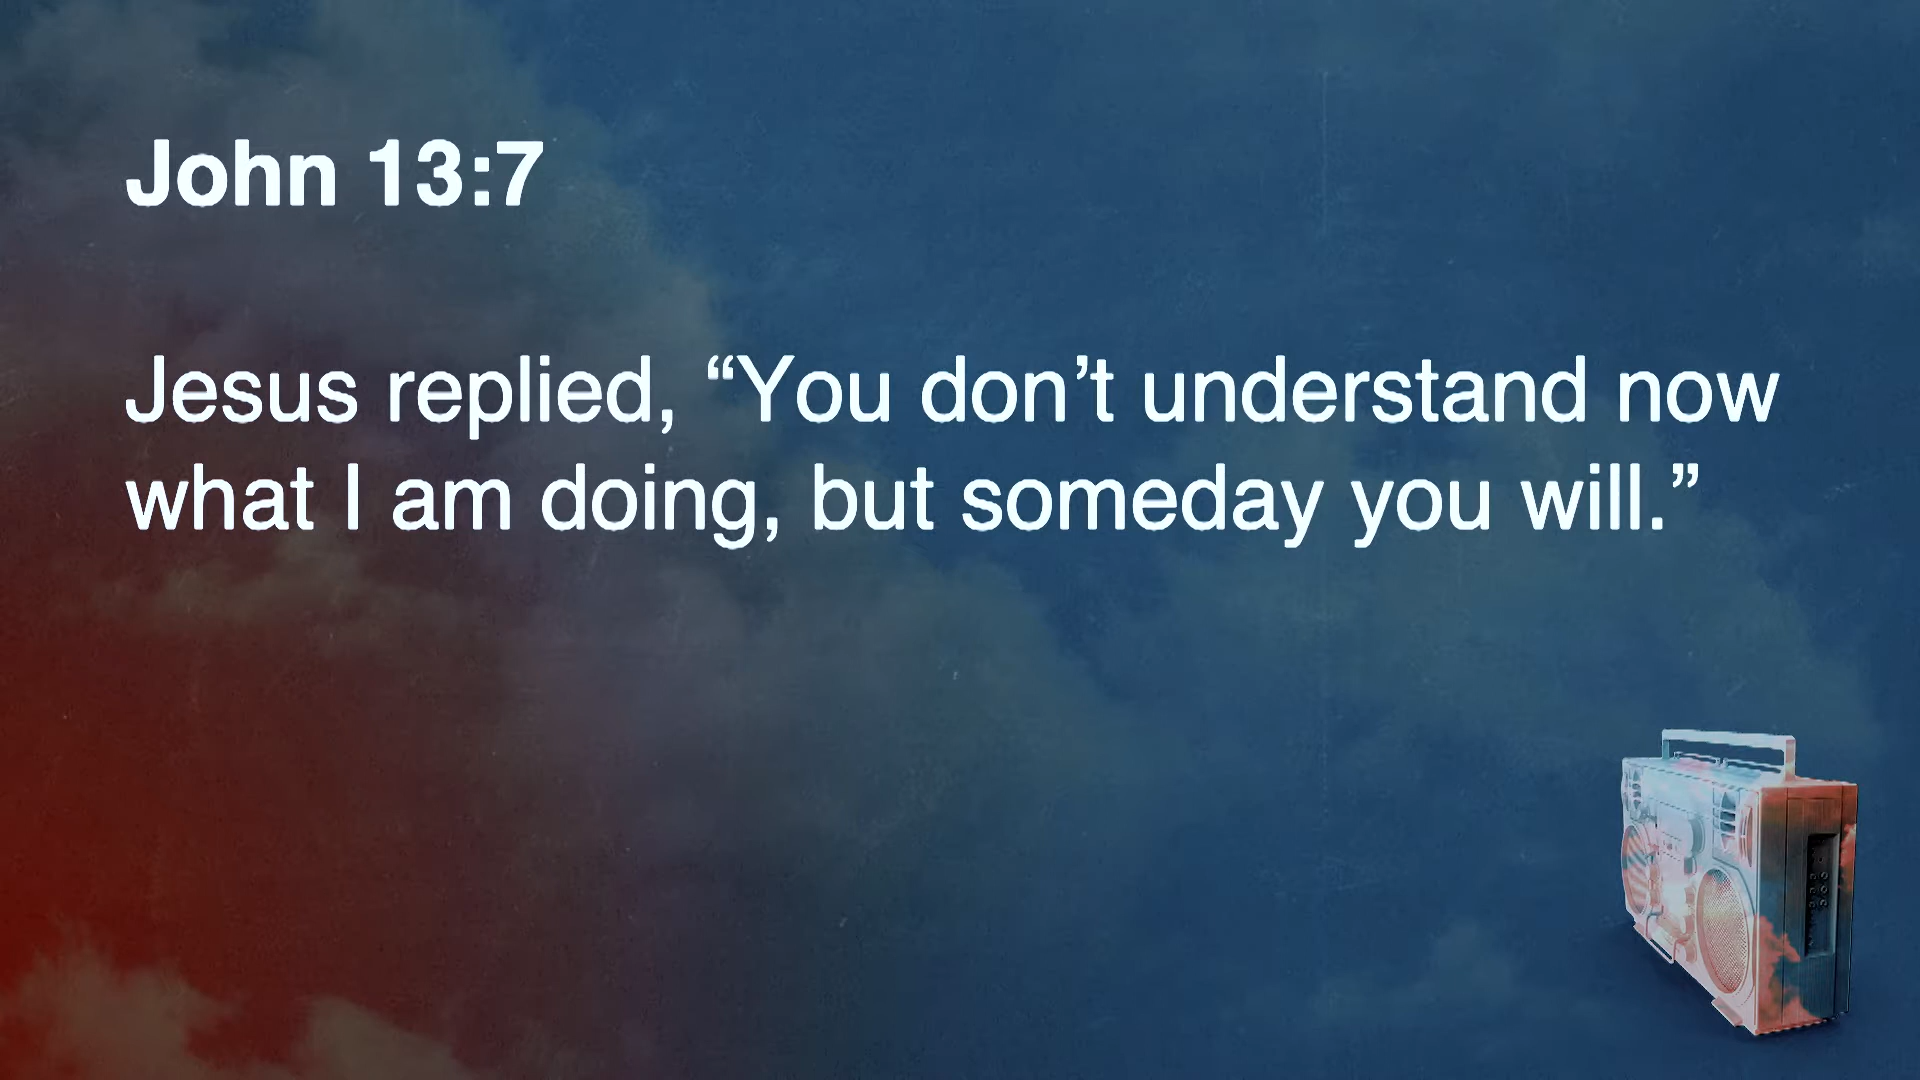 John 13:7
Jesus replied, “You don’t understand now
what I am doing, but someday you will.”